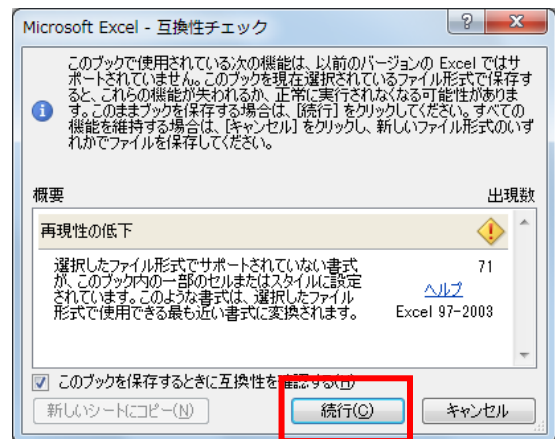 Microsoft Excel - 互換性チェック
このブックで使用されている次の機能は、以前のバージョンの Excel ではサ
ポートされていません。このブックを現在選択されているファイル形式で保存す
ると、これらの機能が失われるか、正常に実行されなくなる可能性がありま
す。このままブックを保存する場合は、[続行] をクリックしてください。すべての
機能を維持する場合は、[キャンセル] をクリックし、新しいファイル形式のいず
れかでファイルを保存してください。
概要 出現数
再現性の低下
選択したファイル形式でサポートされていない書式 71
が、このブック内の一部のセルまたはスタイルに設定
されています。このような書式は、選択したファイル ヘルプ
形式で使用できる最も近い書式に変換されます。 Excel 97-2003
このブックを保存するときに互換性を確認する(H)
新しいシートにコピー(N) 続行(C) キャンセル